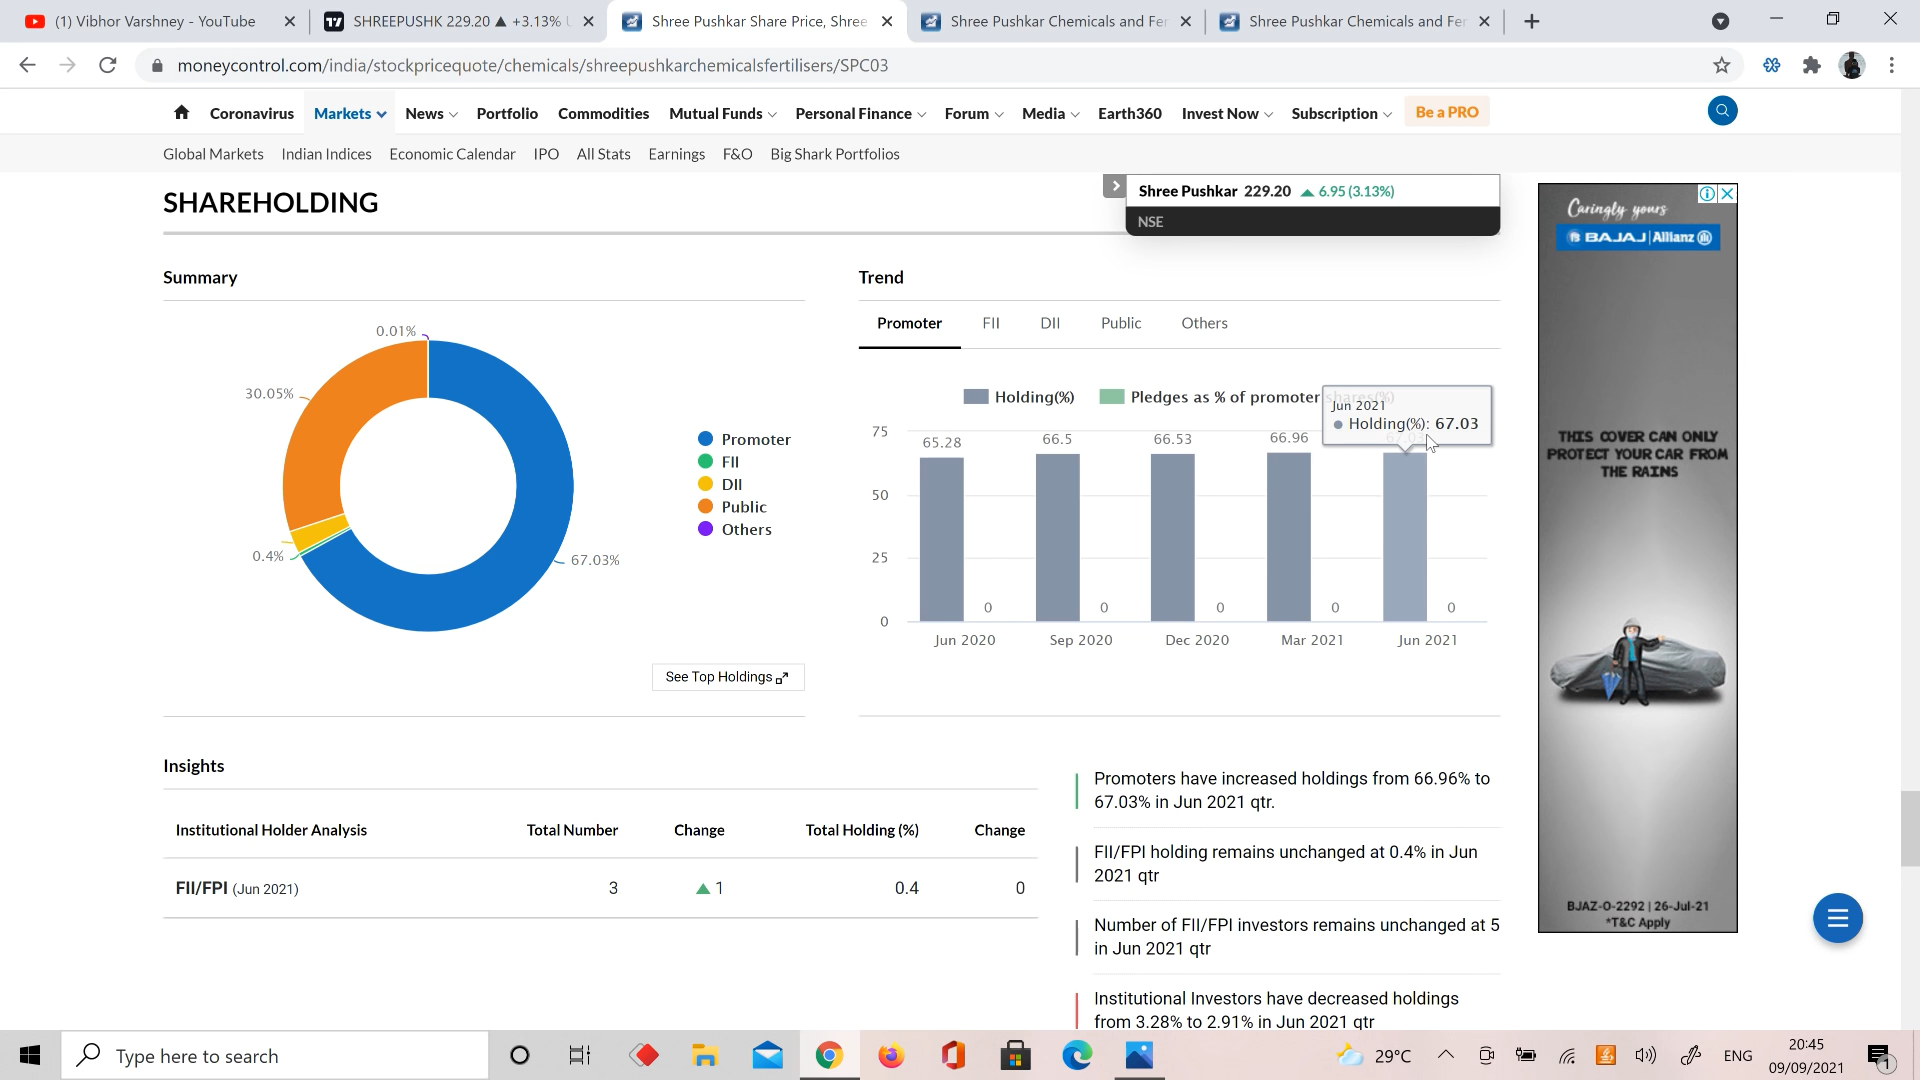 (1) Vibhor Varshney - YouTube
SHREEPUSHK 229.20 ▲ +3.13%
Shree Pushkar Share Price, Shree
Shree Pushkar Chemicals and Fer
Shree Pushkar Chemicals and Fer
moneycontrol.com/india/stockpricequote/chemicals/shreepushkarchemicalsfertilisers/SPC03
Coronavirus Markets News Portfolio Commodities Mutual Funds Personal Finance Forum Media Earth360 Invest Now Subscription Be a PRO
Global Markets Indian Indices Economic Calendar IPO All Stats Earnings F&O Big Shark Portfolios
SHAREHOLDING
Shree Pushkar 229.20 ▲ 6.95 (3.13%)
NSE
Summary
0.01%
30.05%
0.4%
67.03%
Promoter
FII
DII
Public
Others
See Top Holdings
Trend
Promoter FII DII Public Others
Holding(%) Pledges as % of promoter shares(%)
Jun 2021
Holding(%): 67.03
75
50
25
0
65.28 66.5 66.53 66.96 67.03
0 0 0 0 0
Jun 2020 Sep 2020 Dec 2020 Mar 2021 Jun 2021
Insights
Institutional Holder Analysis Total Number Change Total Holding (%) Change
FII/FPI (Jun 2021) 3 ▲ 1 0.4 0
Promoters have increased holdings from 66.96% to
67.03% in Jun 2021 qtr.
FII/FPI holding remains unchanged at 0.4% in Jun
2021 qtr
Number of FII/FPI investors remains unchanged at 5
in Jun 2021 qtr
Institutional Investors have decreased holdings
from 3.28% to 2.91% in Jun 2021 qtr
Caringly yours
BAJAJ Allianz
THIS COVER CAN ONLY
PROTECT YOUR CAR FROM
THE RAINS
BJAZ-O-2292 | 26-Jul-21
*T&C Apply
Type here to search
29°C
ENG
20:45
09/09/2021
1